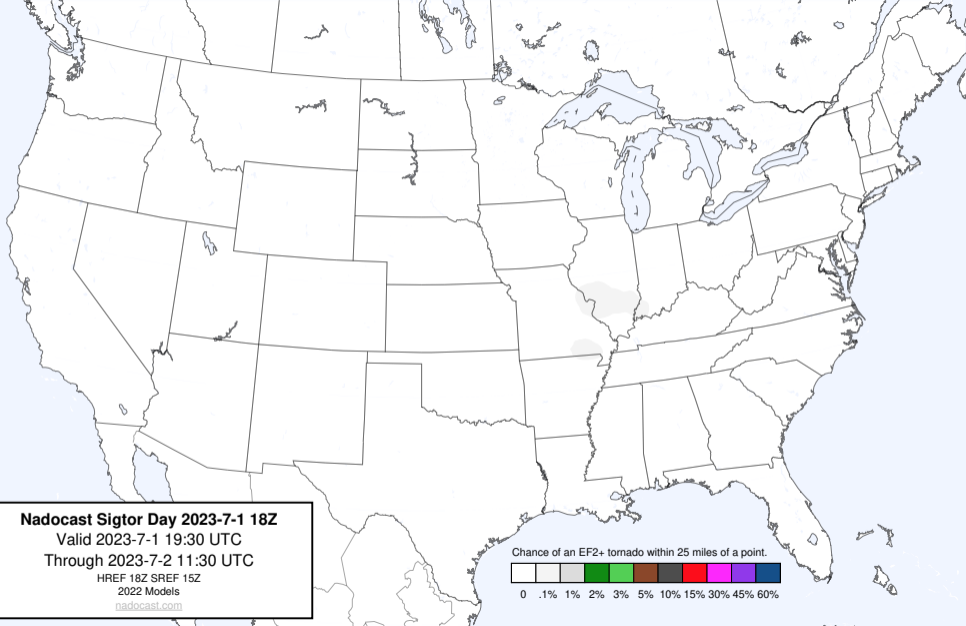 Nadocast Sigtor Day 2023-7-1 18Z
Valid 2023-7-1 19:30 UTC
Through 2023-7-2 11:30 UTC
HREF 18Z SREF 15Z
2022 Models
nadocast.com
Chance of an EF2+ tornado within 25 miles of a point.
0 .1% 1% 2% 3% 5% 10% 15% 30% 45% 60%